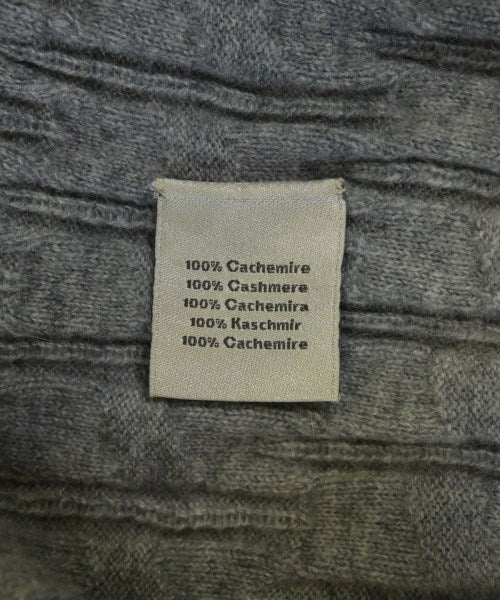 100% Cachemire
100% Cashmere
100% Cachemira
100% Kaschmir
100% Cachemire